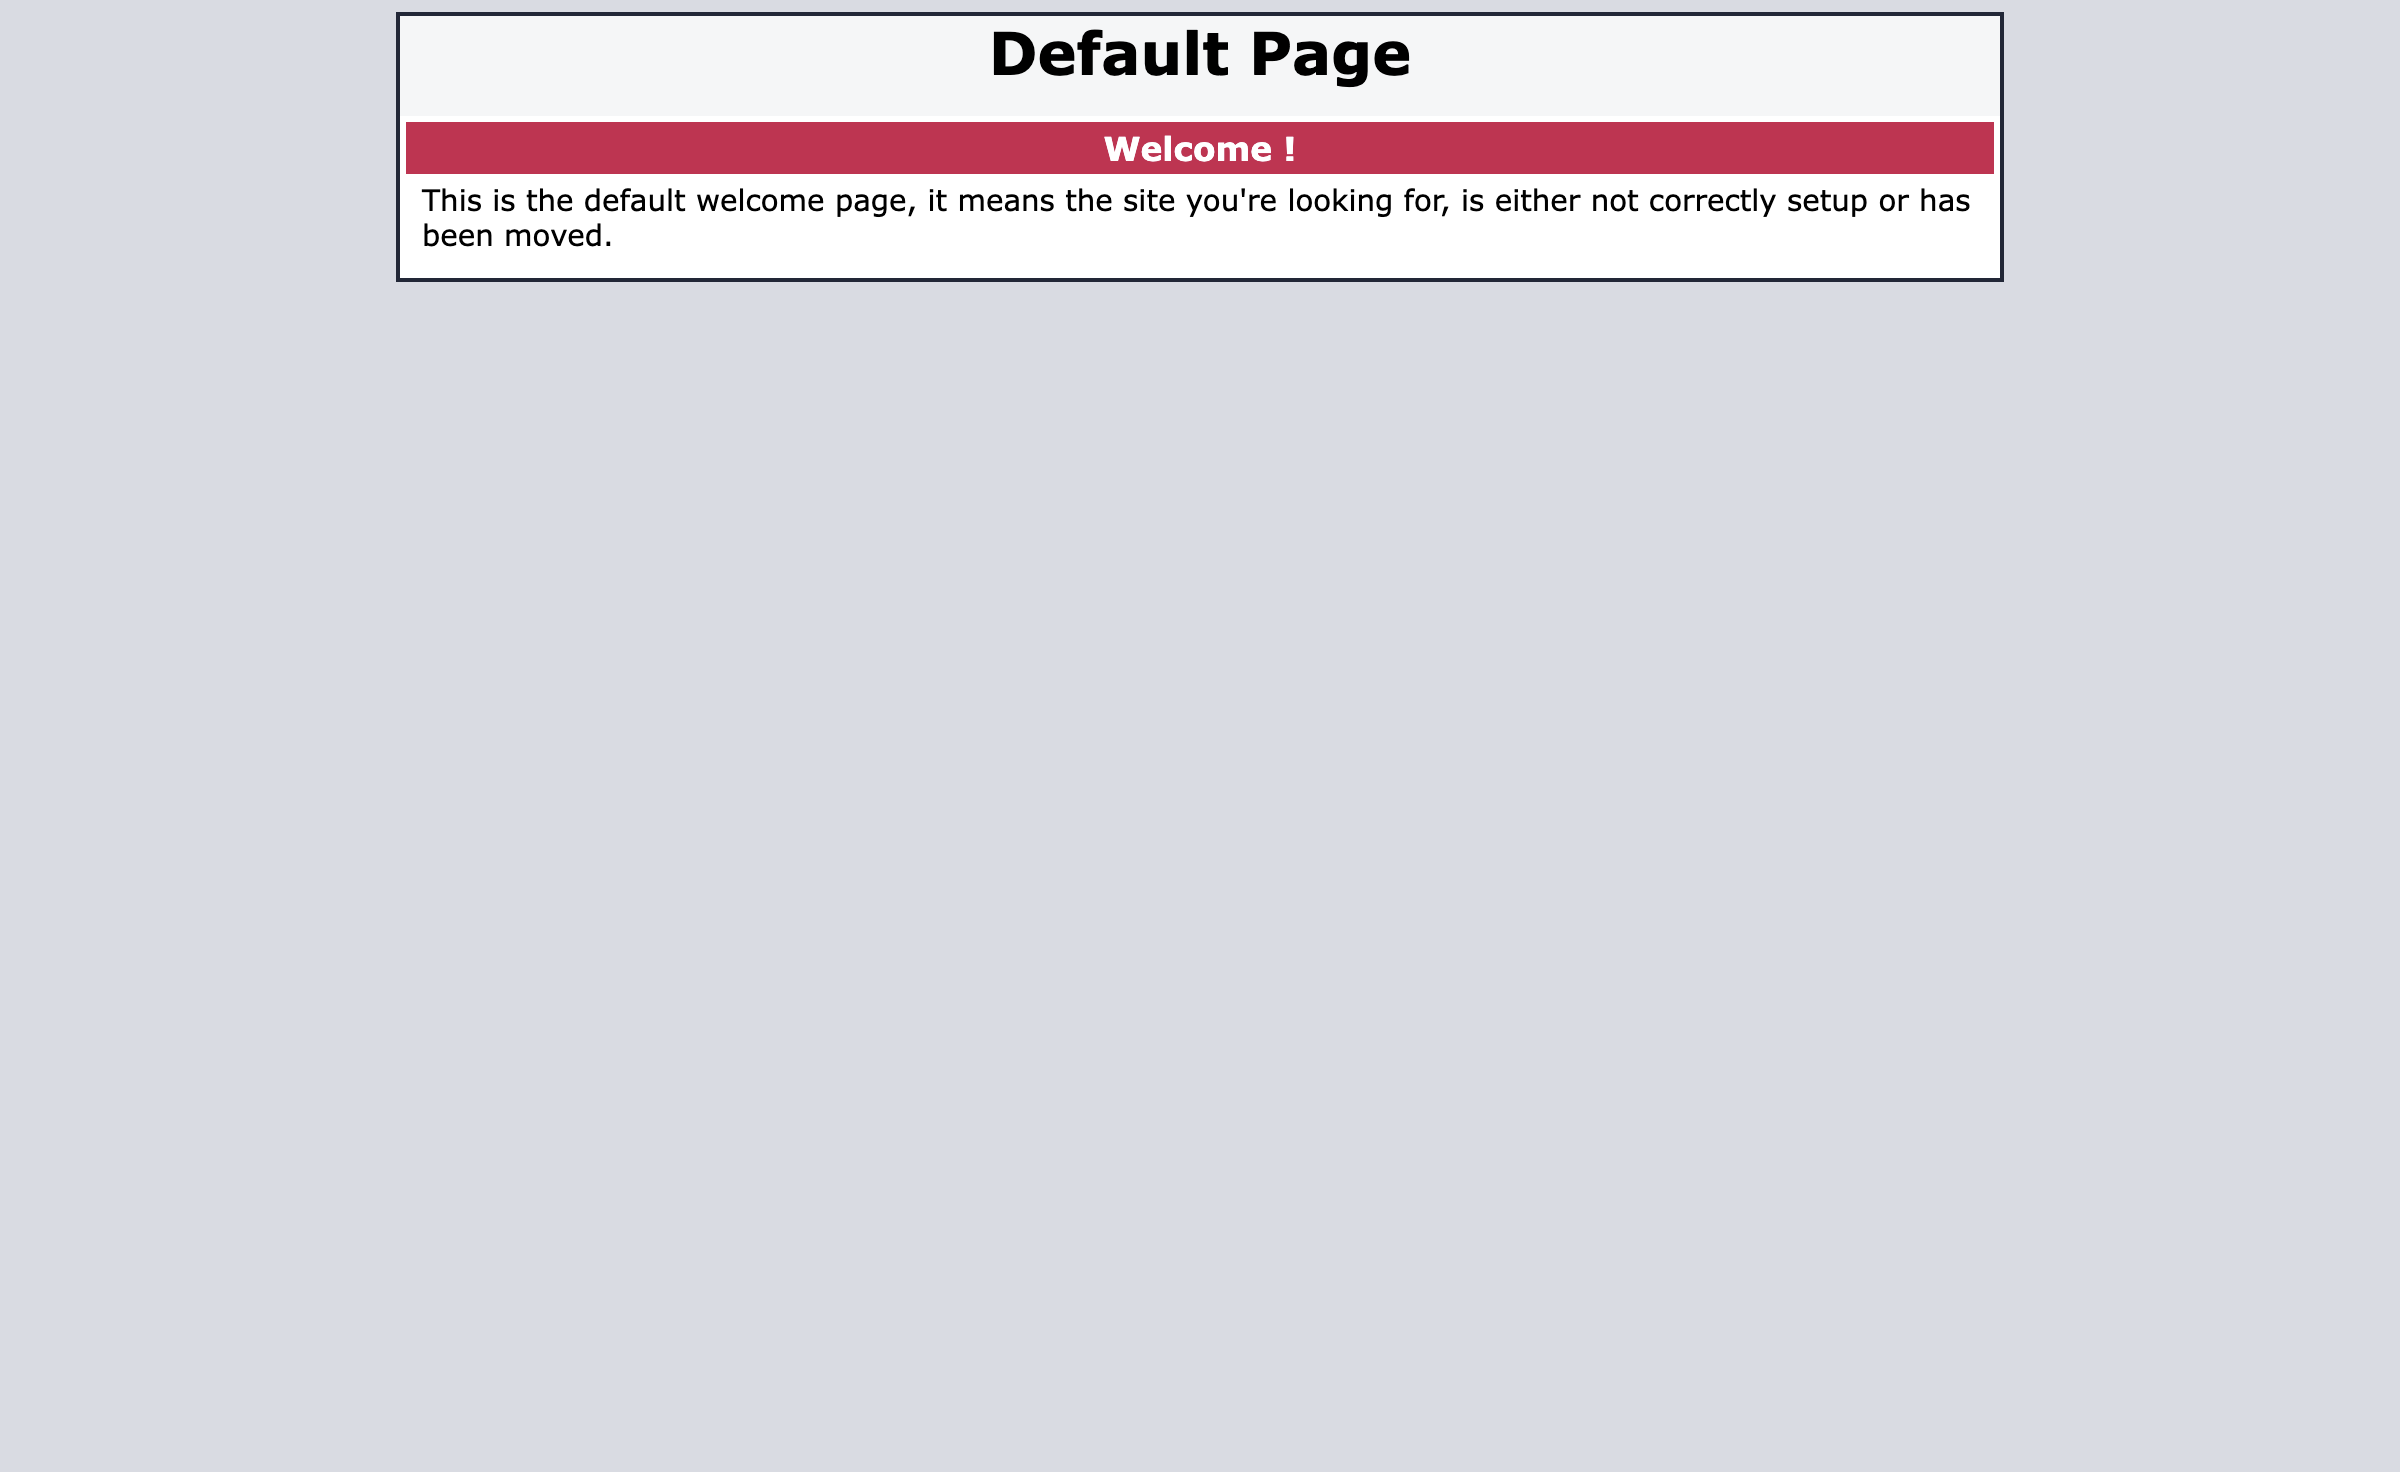 Default Page
Welcome !
This is the default welcome page, it means the site you're looking for, is either not correctly setup or has
been moved.